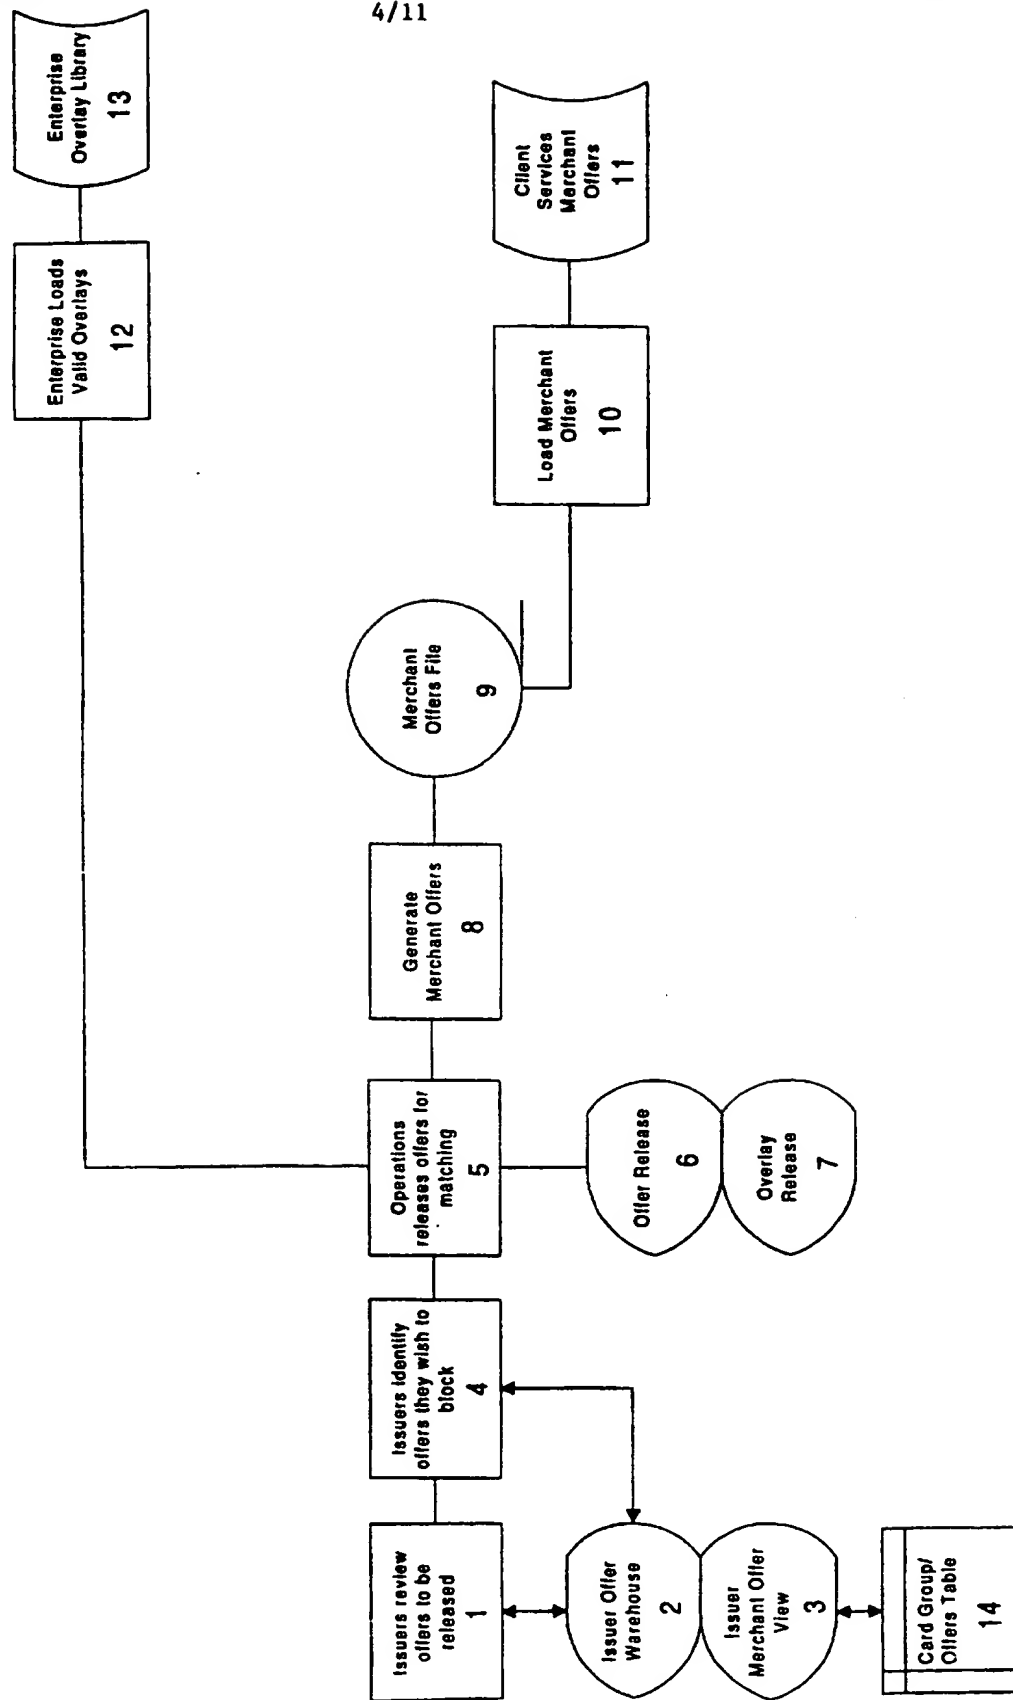 4/11
Issuers review
offers to be
released
1
Issuer Offer
Warehouse
2
Issuer
Merchant Offer
View
3
Card Group/
Offers Table
14
Issuers identify
offers they wish to
block
4
Operations
releases offers for
matching
5
Offer Release
6
Overlay
Release
7
Generate
Merchant Offers
8
Merchant
Offers File
9
Load Merchant
Offers
10
Client
Services
Merchant
Offers
11
Enterprise Loads
Valid Overlays
12
Enterprise
Overlay Library
13